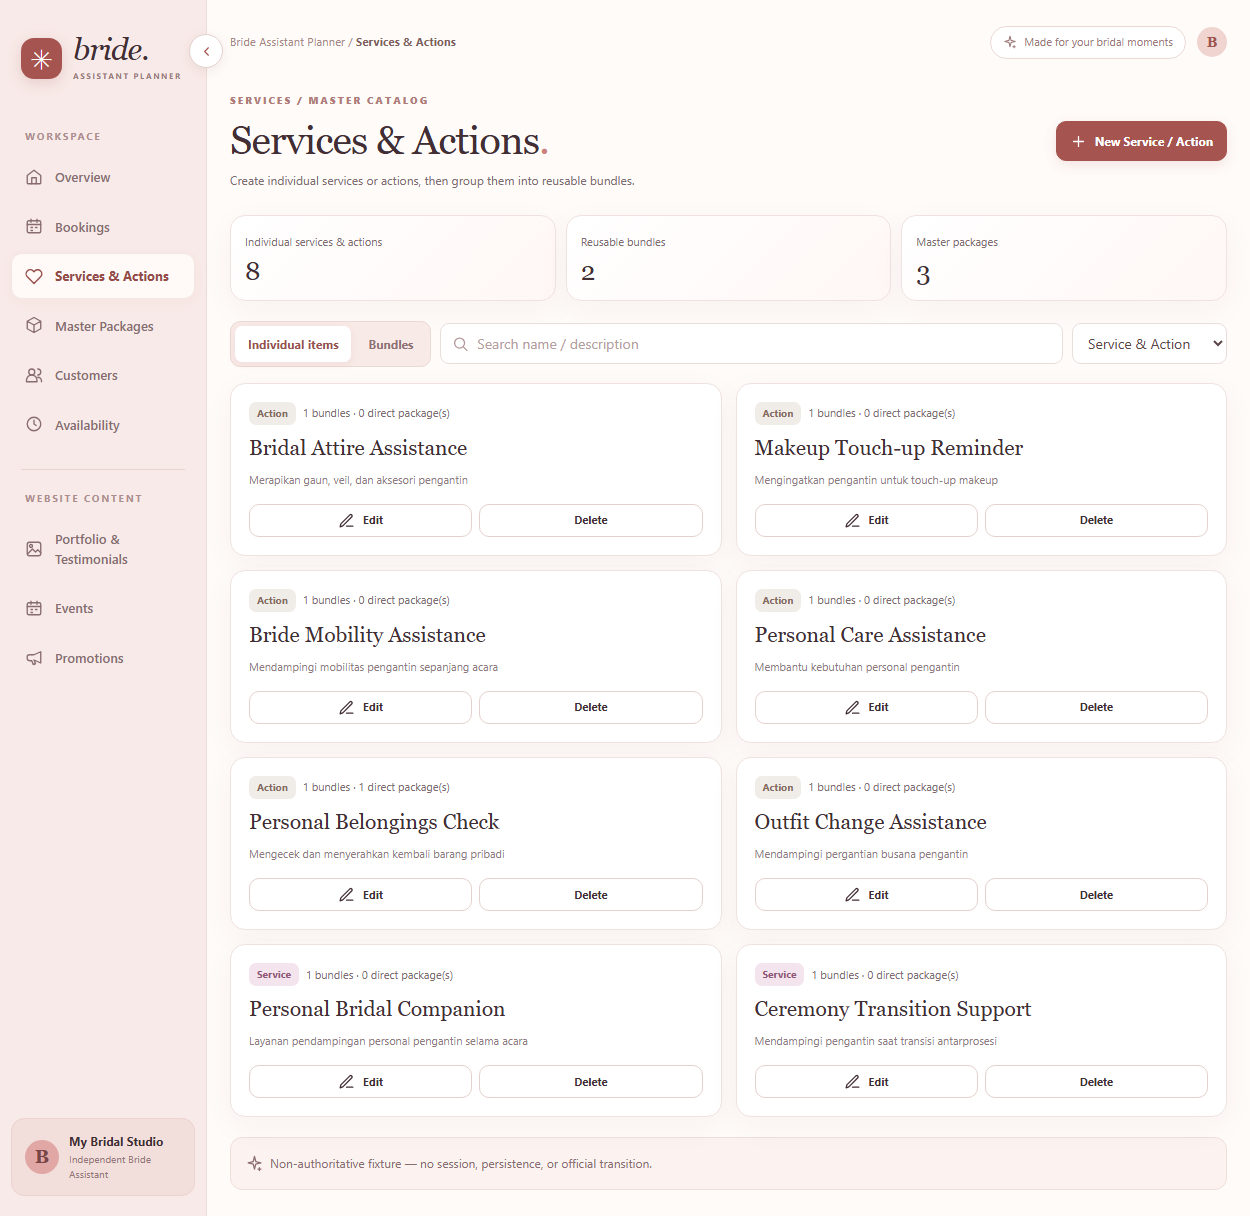 bride.
ASSISTANT PLANNER
WORKSPACE
Overview
Bookings
Services & Actions
Master Packages
Customers
Availability
WEBSITE CONTENT
Portfolio &
Testimonials
Events
Promotions
B
My Bridal Studio
Independent Bride
Assistant
Bride Assistant Planner / Services & Actions
Made for your bridal moments
B
SERVICES / MASTER CATALOG
Services & Actions.
New Service / Action
Create individual services or actions, then group them into reusable bundles.
Individual services & actions
8
Reusable bundles
2
Master packages
3
Individual items
Bundles
Search name / description
Service & Action
Action
1 bundles · 0 direct package(s)
Bridal Attire Assistance
Merapikan gaun, veil, dan aksesori pengantin
Edit
Delete
Action
1 bundles · 0 direct package(s)
Makeup Touch-up Reminder
Mengingatkan pengantin untuk touch-up makeup
Edit
Delete
Action
1 bundles · 0 direct package(s)
Bride Mobility Assistance
Mendampingi mobilitas pengantin sepanjang acara
Edit
Delete
Action
1 bundles · 0 direct package(s)
Personal Care Assistance
Membantu kebutuhan personal pengantin
Edit
Delete
Action
1 bundles · 1 direct package(s)
Personal Belongings Check
Mengecek dan menyerahkan kembali barang pribadi
Edit
Delete
Action
1 bundles · 0 direct package(s)
Outfit Change Assistance
Mendampingi pergantian busana pengantin
Edit
Delete
Service
1 bundles · 0 direct package(s)
Personal Bridal Companion
Layanan pendampingan personal pengantin selama acara
Edit
Delete
Service
1 bundles · 0 direct package(s)
Ceremony Transition Support
Mendampingi pengantin saat transisi antarprosesi
Edit
Delete
Non-authoritative fixture — no session, persistence, or official transition.